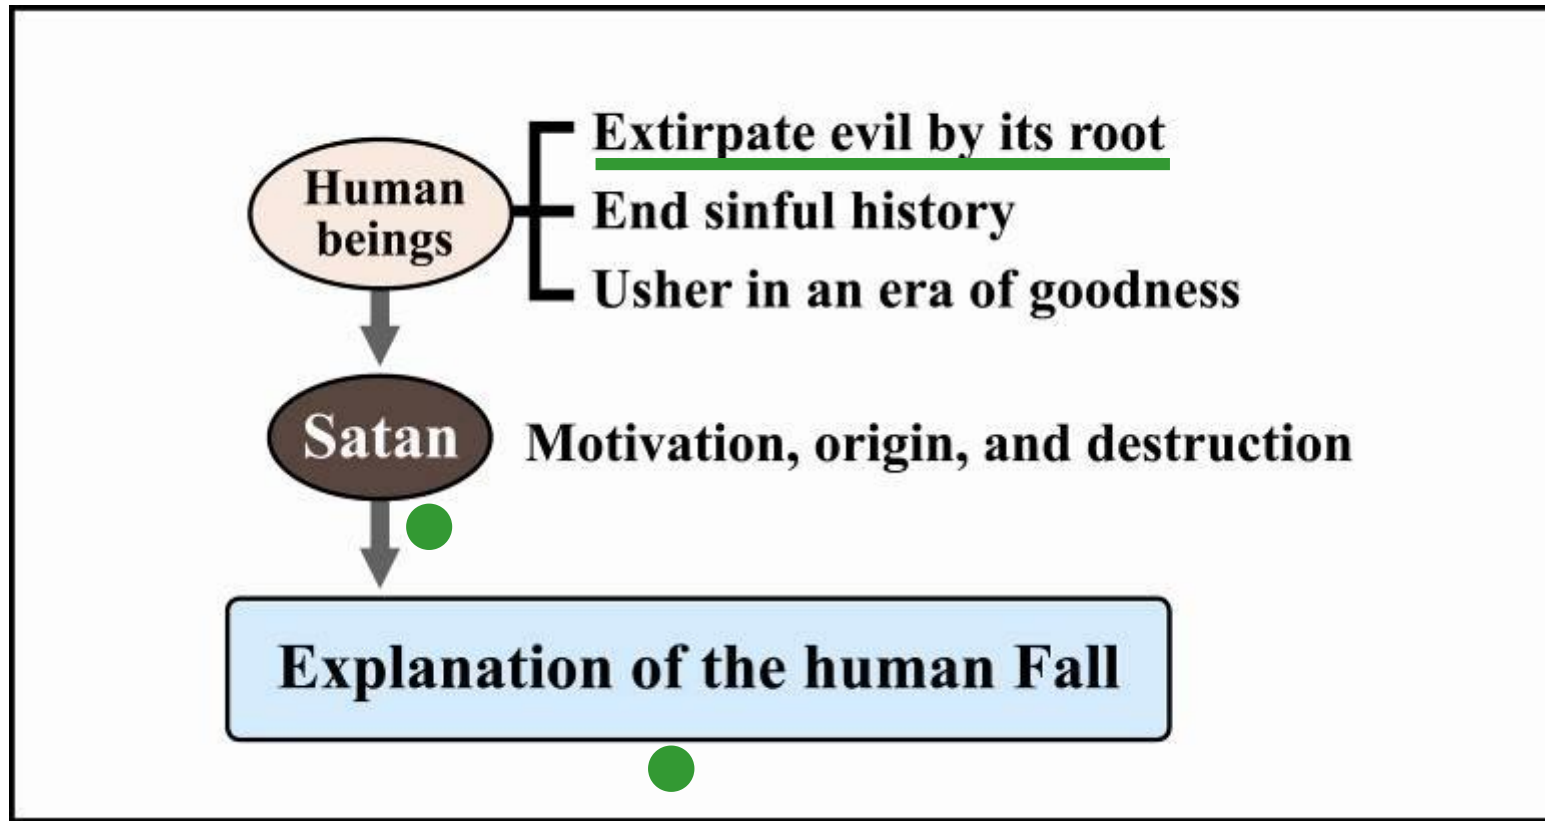 Human
beings
Extirpate evil by its root
End sinful history
Usher in an era of goodness
Satan
Motivation, origin, and destruction
Explanation of the human Fall